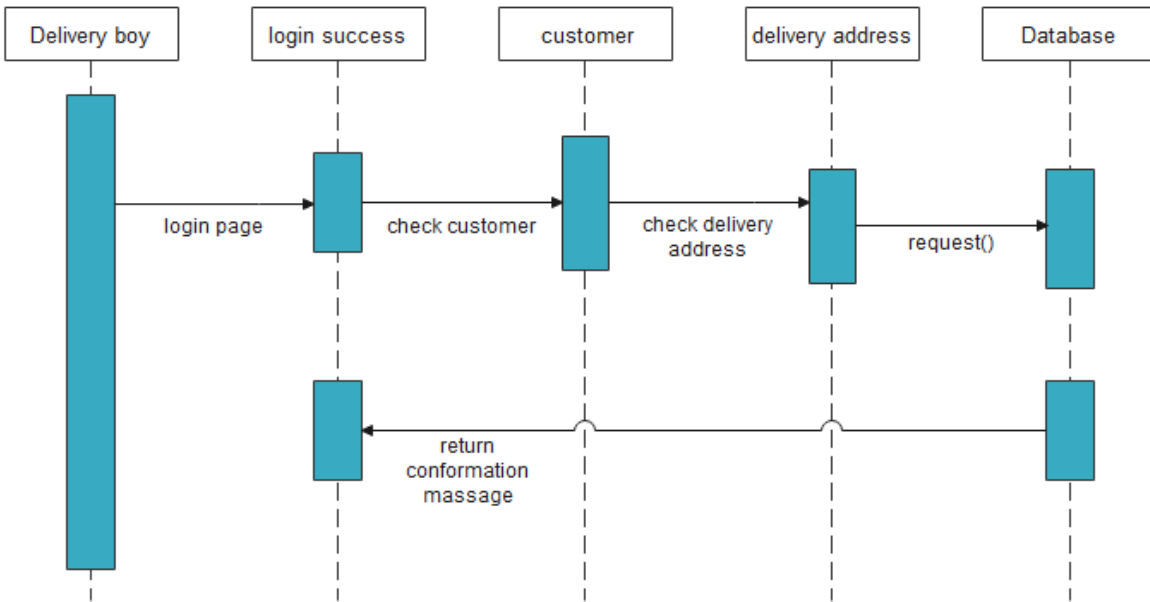 Delivery boy
login success
customer
delivery address
Database
login page
check customer
check delivery
address
request()
return
conformation
massage